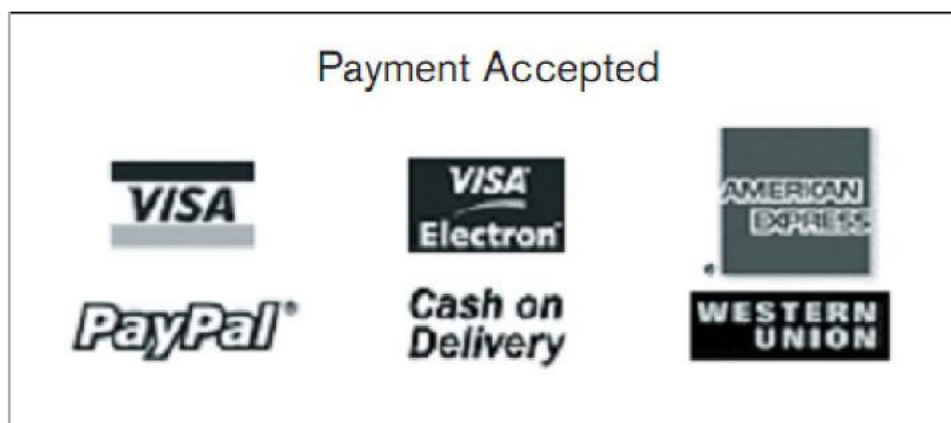 Payment Accepted
VISA
VISA
Electron
AMERICAN
EXPRESS
PayPal®
Cash on
Delivery
WESTERN
UNION